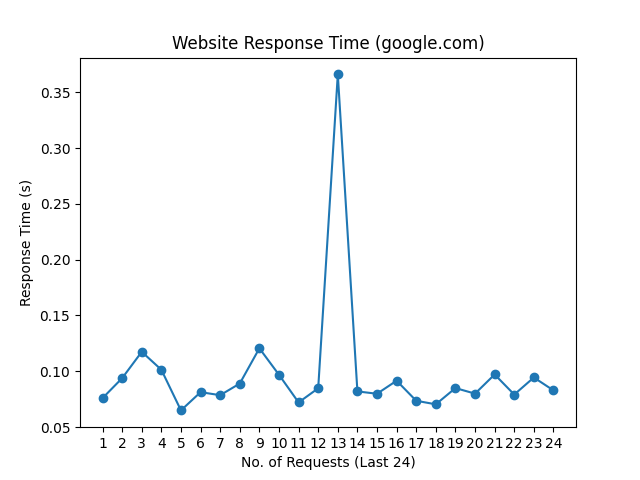 Website Response Time (google.com)
0.35
0.30
0.25
0.20
0.15
0.10
0.05
Response Time (s)
1 2 3 4 5 6 7 8 9 10 11 12 13 14 15 16 17 18 19 20 21 22 23 24
No. of Requests (Last 24)